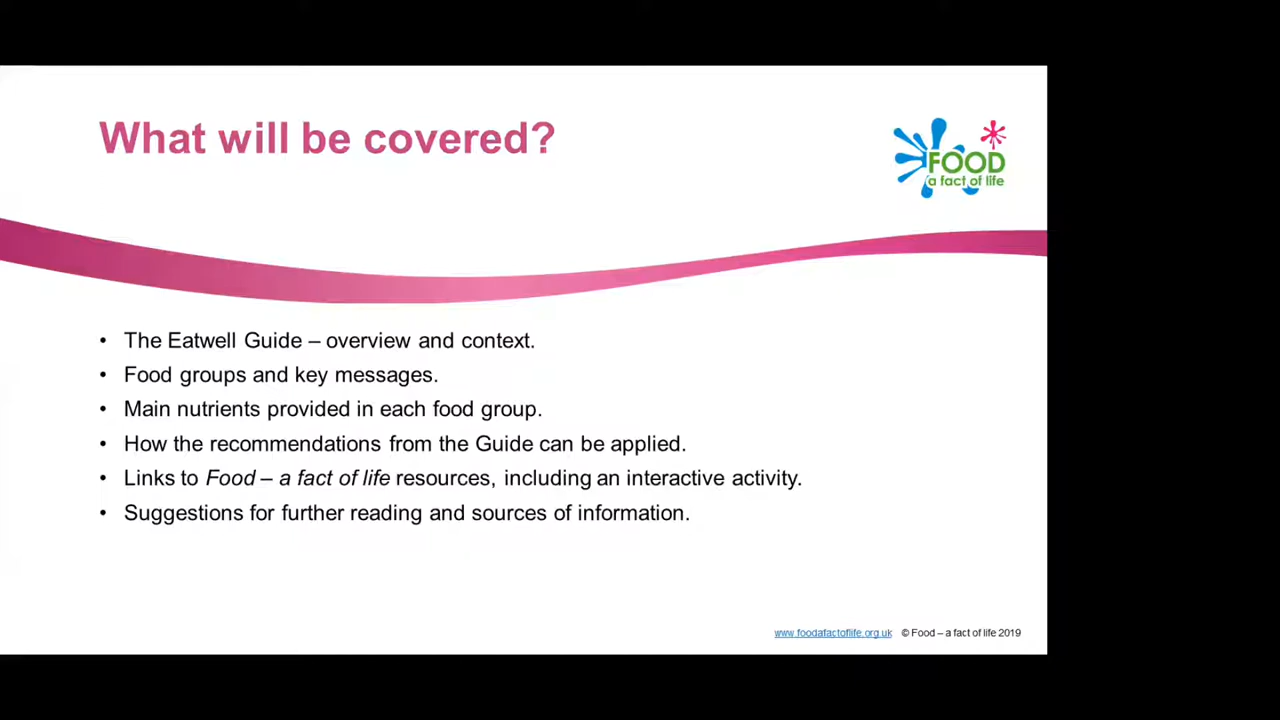 What will be covered?
FOOD
a fact of life
• The Eatwell Guide – overview and context.
• Food groups and key messages.
• Main nutrients provided in each food group.
• How the recommendations from the Guide can be applied.
• Links to Food – a fact of life resources, including an interactive activity.
• Suggestions for further reading and sources of information.
www.foodafactoflife.org.uk © Food – a fact of life 2019